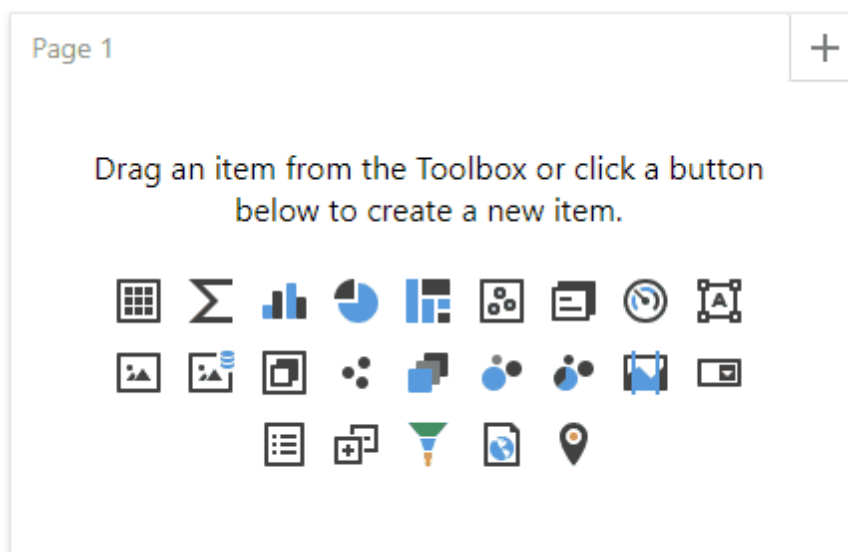 Page 1
Drag an item from the Toolbox or click a button
below to create a new item.
A